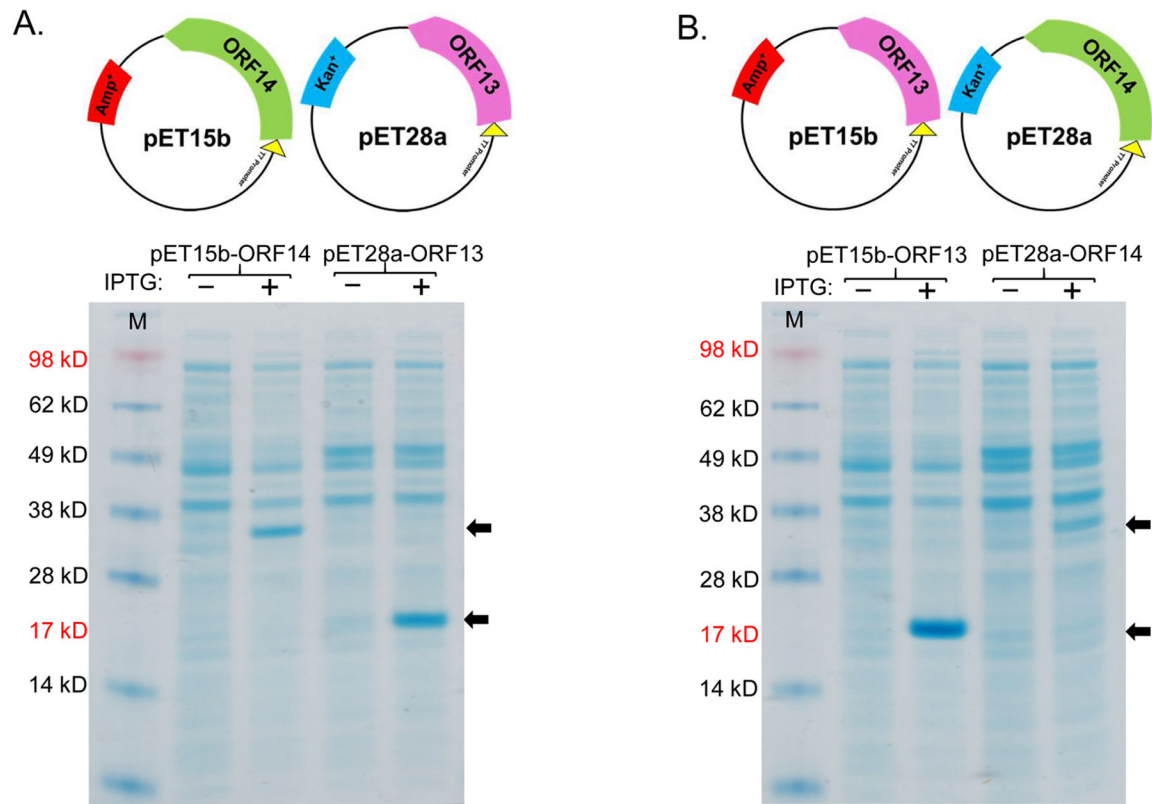 A.
Amp⁺
ORF14
pET15b
T7 Promoter
Kan⁺
ORF13
pET28a
T7 Promoter
pET15b-ORF14 pET28a-ORF13
IPTG: − + − +
M
98 kD
62 kD
49 kD
38 kD
28 kD
17 kD
14 kD
B.
Amp⁺
ORF13
pET15b
T7 Promoter
Kan⁺
ORF14
pET28a
T7 Promoter
pET15b-ORF13 pET28a-ORF14
IPTG: − + − +
M
98 kD
62 kD
49 kD
38 kD
28 kD
17 kD
14 kD